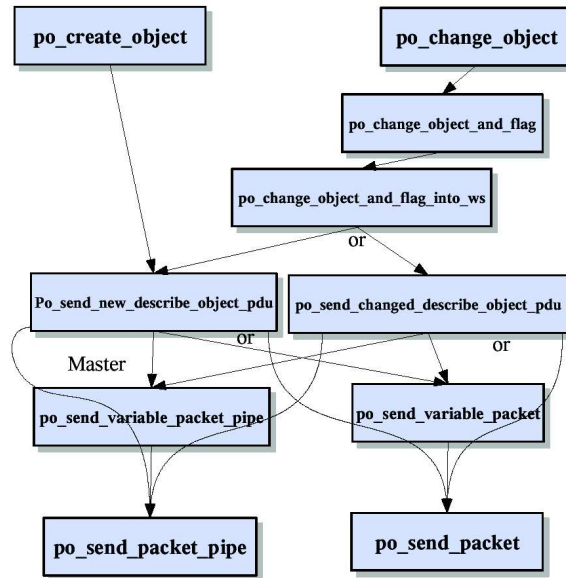 po_create_object
po_change_object
po_change_object_and_flag
po_change_object_and_flag_into_ws
or
Po_send_new_describe_object_pdu
po_send_changed_describe_object_pdu
or
or
Master
po_send_variable_packet_pipe
po_send_variable_packet
po_send_packet_pipe
po_send_packet